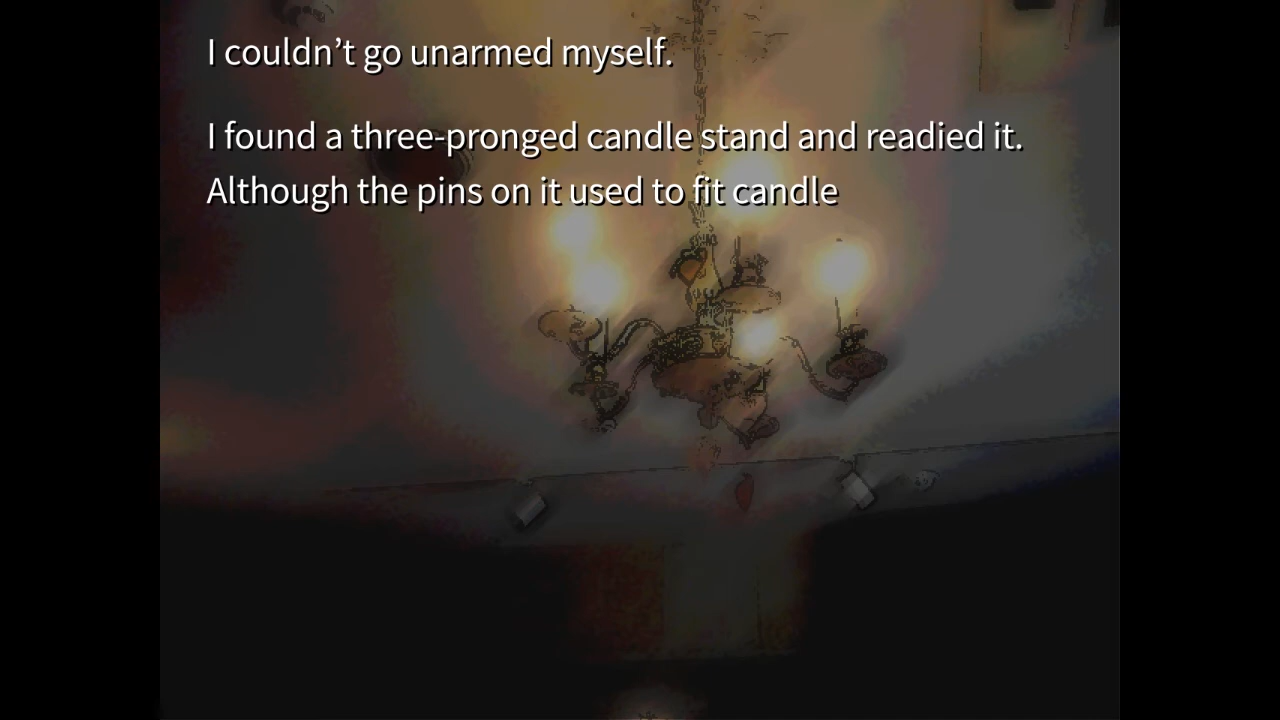 I couldn’t go unarmed myself.
I found a three-pronged candle stand and readied it.
Although the pins on it used to fit candle